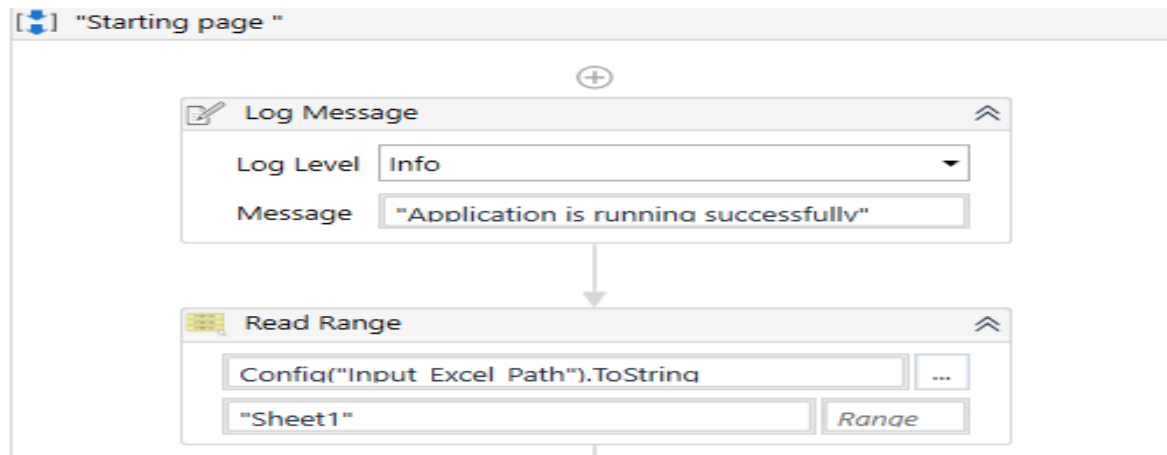 "Starting page "
Log Message
Log Level Info
Message "Application is running successfully"
Read Range
Config("Input_Excel_Path").ToString ...
"Sheet1" Range